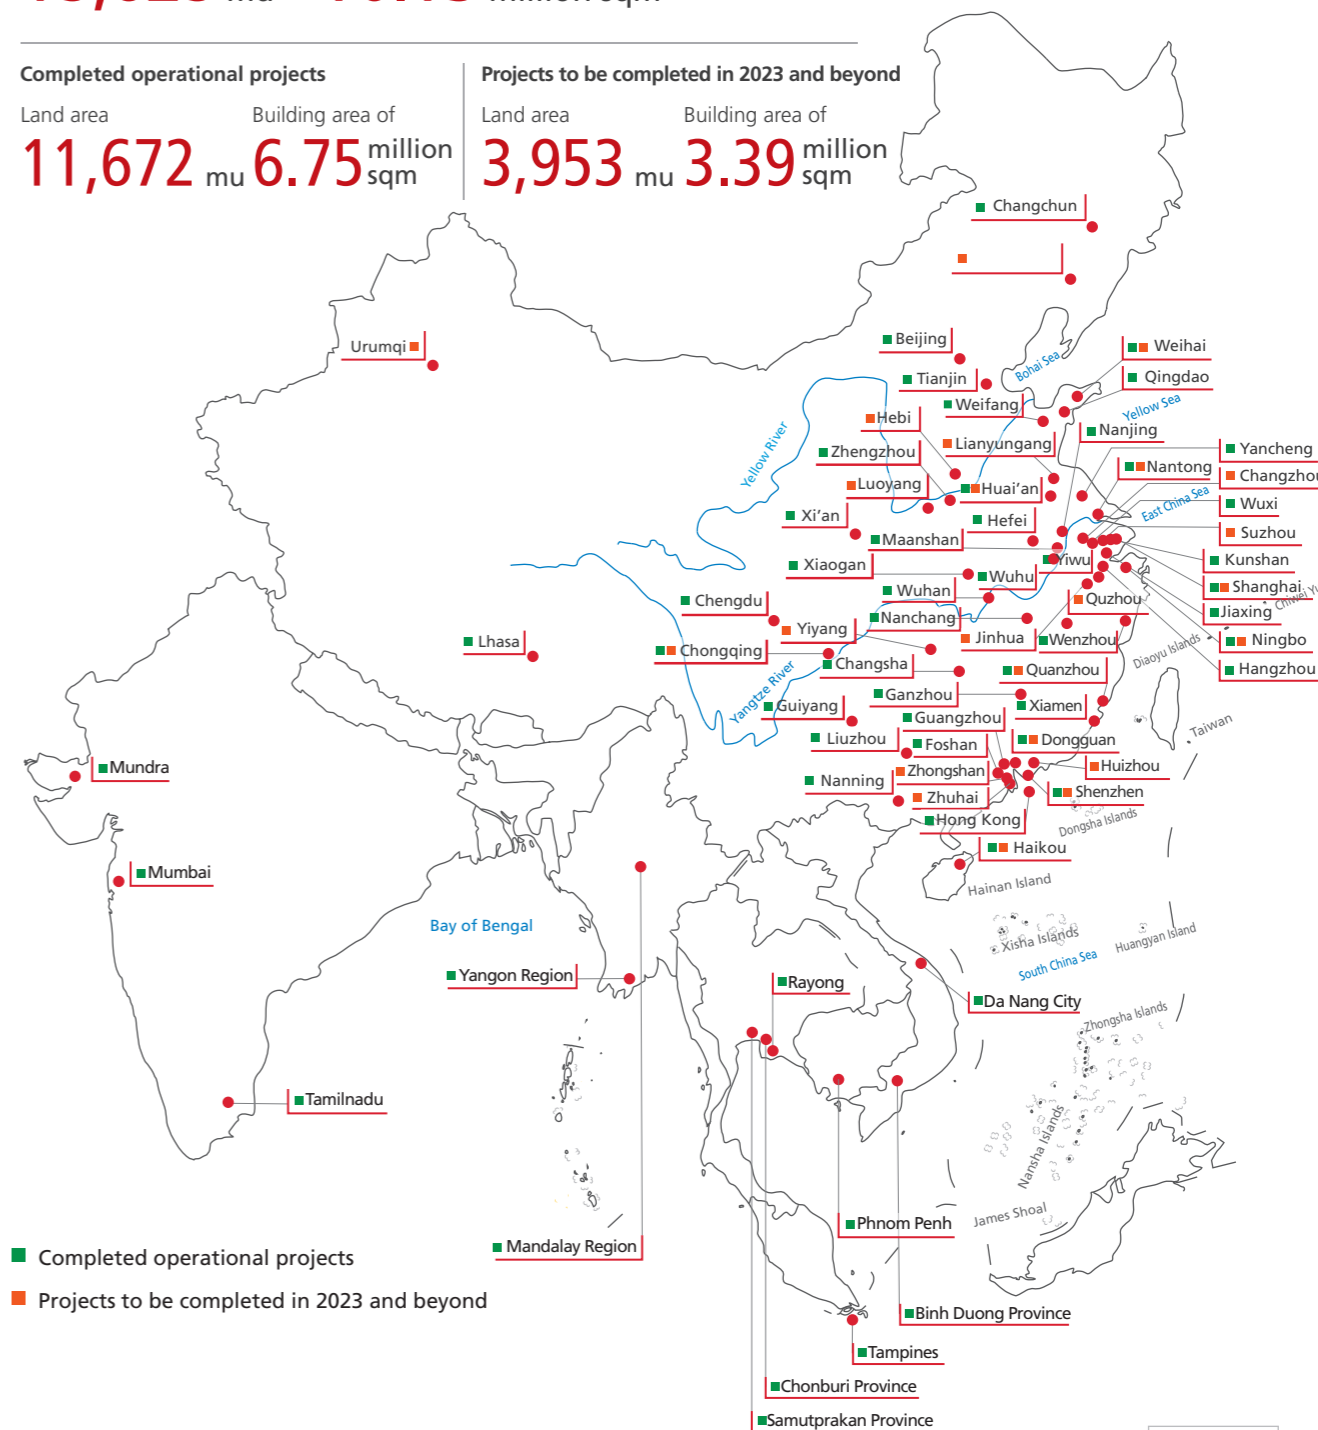 mu
million sqm
Completed operational projects
Land area
11,672 mu
Building area of
6.75 million sqm
Projects to be completed in 2023 and beyond
Land area
3,953 mu
Building area of
3.39 million sqm
Changchun
Urumqi
Beijing
Tianjin
Bohai Sea
Weihai
Qingdao
Weifang
Yellow Sea
Hebi
Lianyungang
Nanjing
Yellow River
Zhengzhou
Yancheng
Nantong
Changzhou
Luoyang
Huai'an
Wuxi
East China Sea
Xi'an
Hefei
Suzhou
Maanshan
Yiwu
Kunshan
Xiaogan
Wuhu
Shanghai
Wuhan
Chiwei Yu
Chengdu
Quzhou
Jiaxing
Nanchang
Yiyang
Jinhua
Wenzhou
Ningbo
Lhasa
Chongqing
Changsha
Diaoyu Islands
Quanzhou
Hangzhou
Yangtze River
Ganzhou
Guiyang
Xiamen
Guangzhou
Taiwan
Liuzhou
Foshan
Dongguan
Mundra
Zhongshan
Huizhou
Nanning
Zhuhai
Shenzhen
Hong Kong
Dongsha Islands
Haikou
Mumbai
Hainan Island
Bay of Bengal
Xisha Islands
Huangyan Island
South China Sea
Yangon Region
Rayong
Da Nang City
Zhongsha Islands
Tamilnadu
Nansha Islands
James Shoal
Phnom Penh
Mandalay Region
Completed operational projects
Projects to be completed in 2023 and beyond
Binh Duong Province
Tampines
Chonburi Province
Samutprakan Province